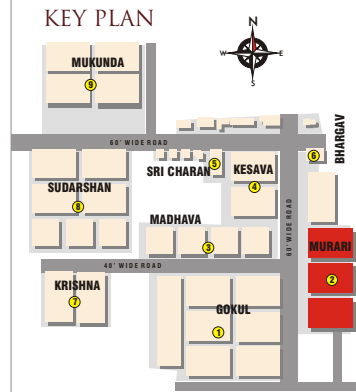 KEY PLAN
N
W
E
S
MUKUNDA
9
60' WIDE ROAD
SRI CHARAN
5
KESAVA
4
6
BHARGAV
SUDARSHAN
8
MADHAVA
3
60' WIDE ROAD
MURARI
2
40' WIDE ROAD
KRISHNA
7
GOKUL
1